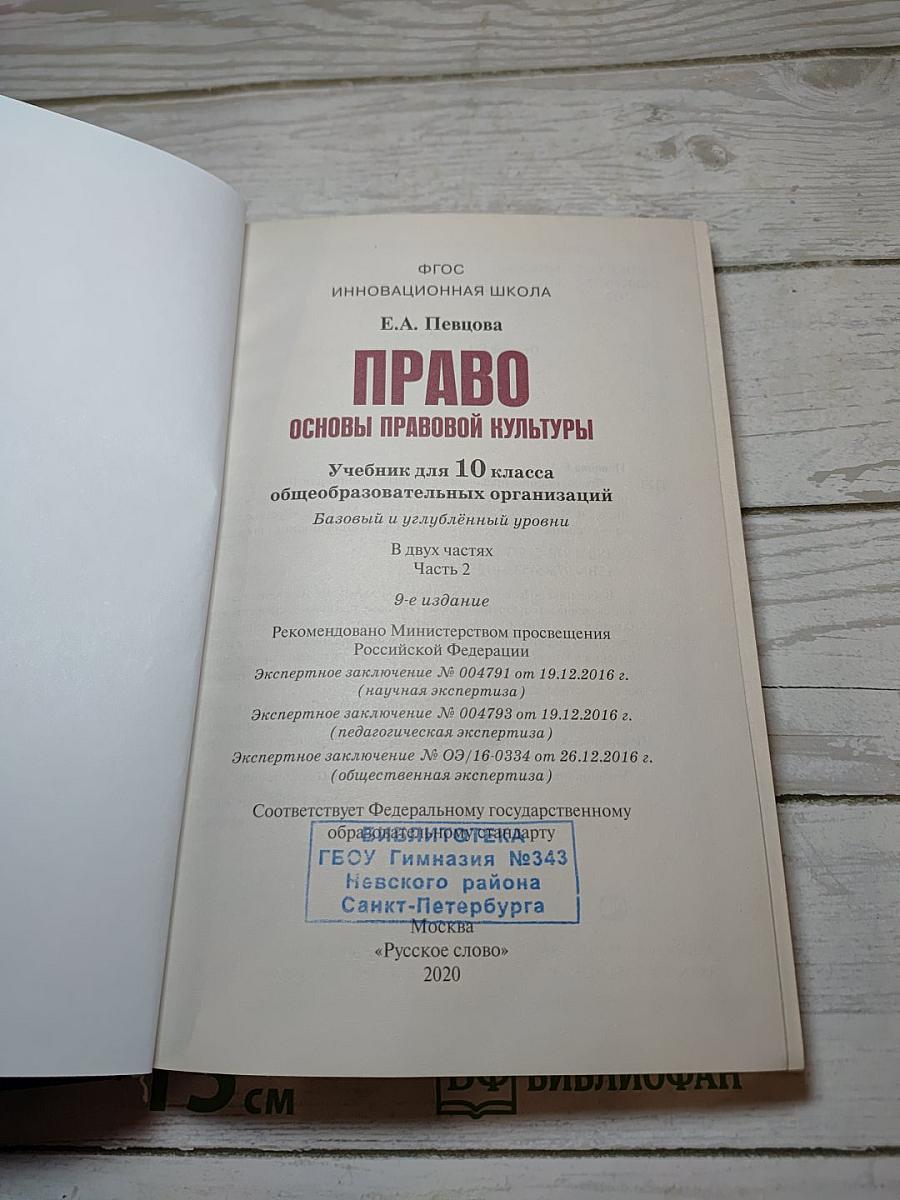 ФГОС
ИННОВАЦИОННАЯ ШКОЛА
Е.А. Певцова
ПРАВО
ОСНОВЫ ПРАВОВОЙ КУЛЬТУРЫ
Учебник для 10 класса
общеобразовательных организаций
Базовый и углублённый уровни
В двух частях
Часть 2
9-е издание
Рекомендовано Министерством просвещения
Российской Федерации
Экспертное заключение № 004791 от 19.12.2016 г.
(научная экспертиза)
Экспертное заключение № 004793 от 19.12.2016 г.
(педагогическая экспертиза)
Экспертное заключение № ОЭ/16-0334 от 26.12.2016 г.
(общественная экспертиза)
Соответствует Федеральному государственному
образовательному стандарту
БИБЛИОТЕКА
ГБОУ Гимназия №343
Невского района
Санкт-Петербурга
Москва
«Русское слово»
2020
15 см
БФ БИБЛИОФАН